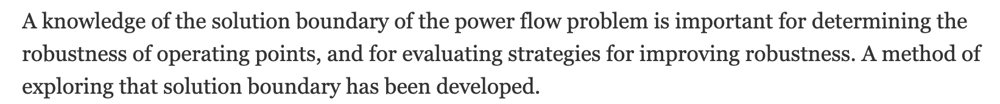 A knowledge of the solution boundary of the power flow problem is important for determining the
robustness of operating points, and for evaluating strategies for improving robustness. A method of
exploring that solution boundary has been developed.